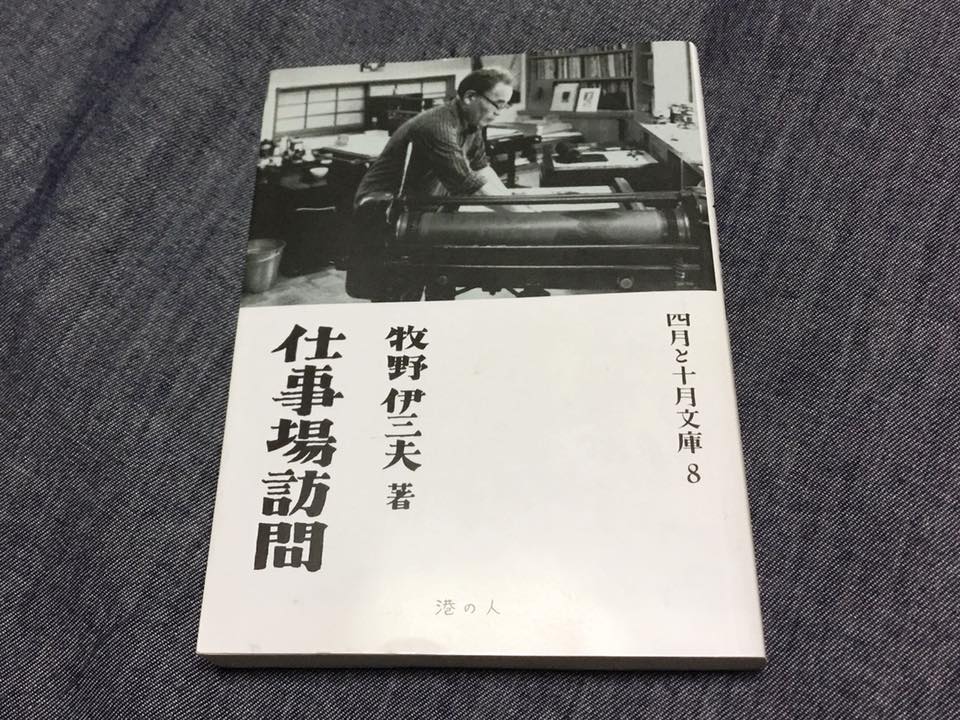 四月と十月文庫 8
牧野伊三夫 著
仕事場訪問
港の人